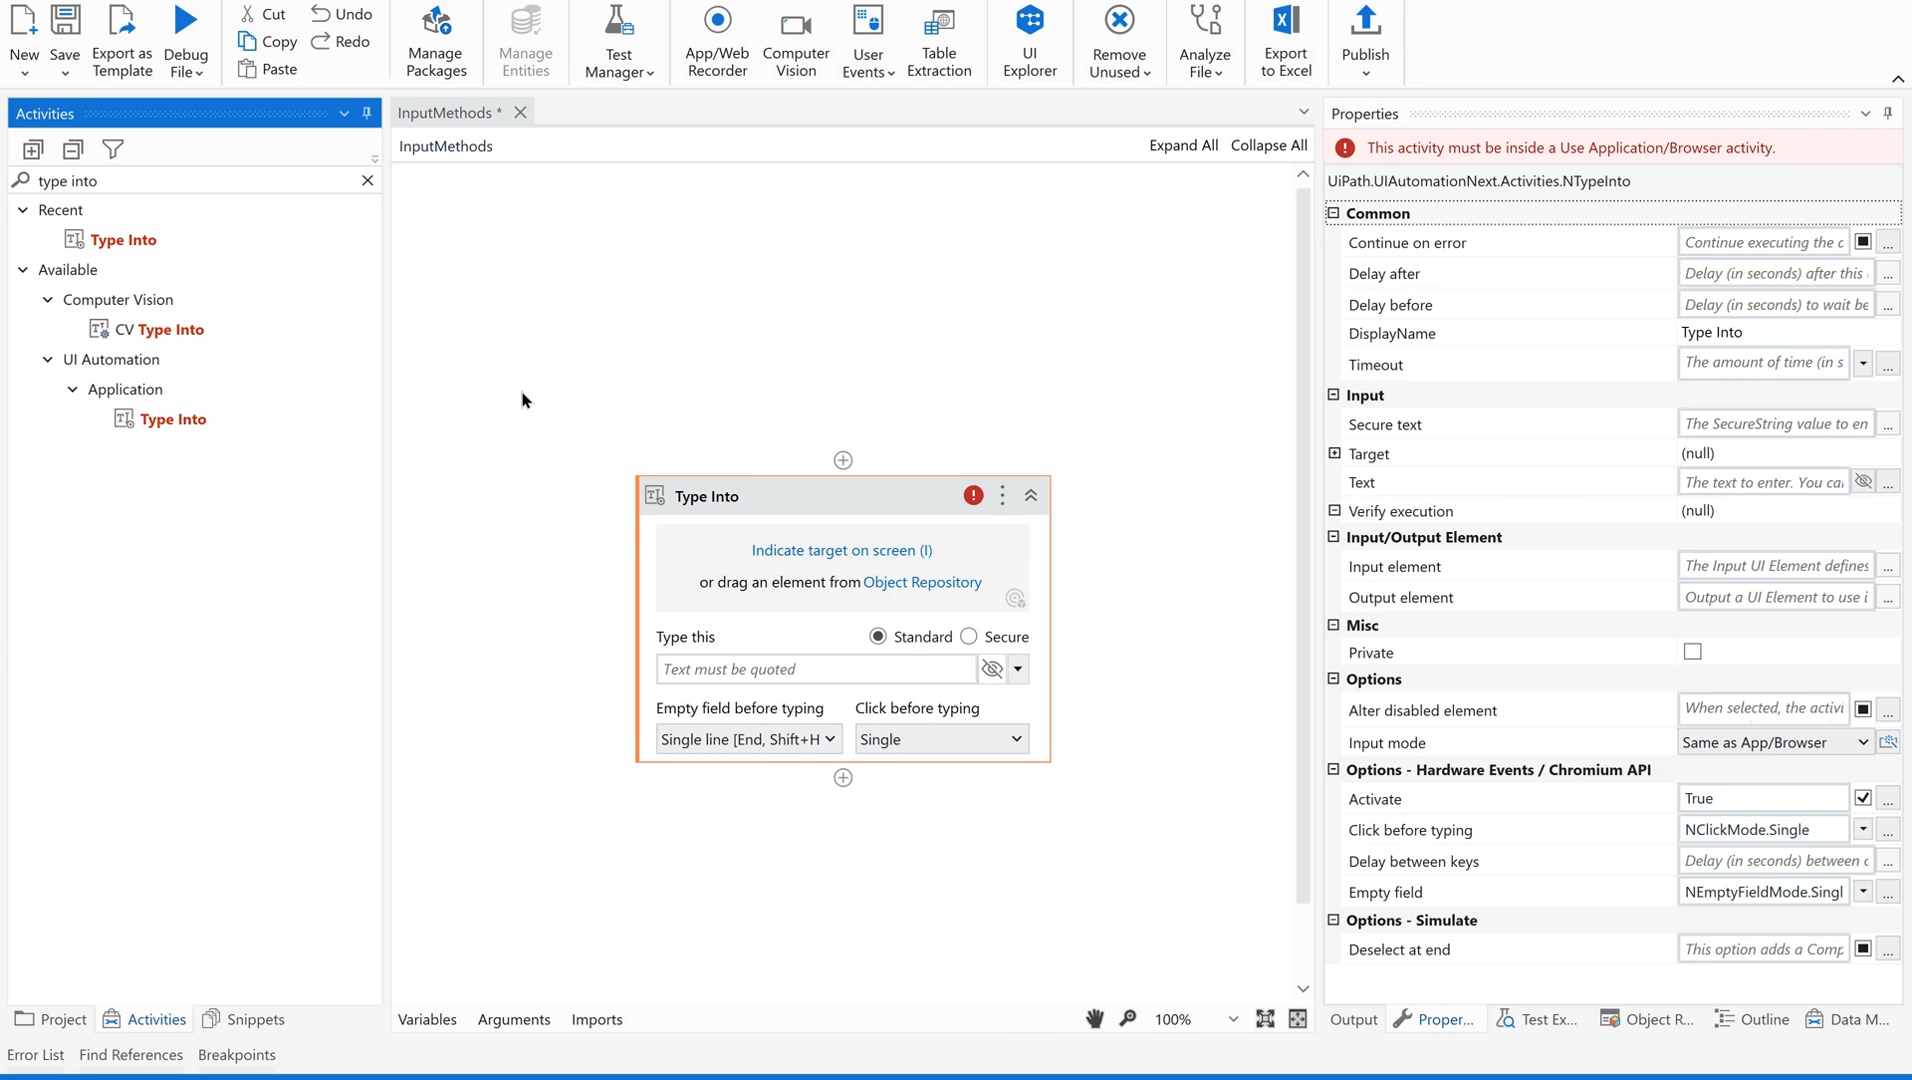 New
Save
Export as
Template
Debug
File
Cut
Copy
Paste
Undo
Redo
Manage
Packages
Manage
Entities
Test
Manager
App/Web
Recorder
Computer
Vision
User
Events
Table
Extraction
UI
Explorer
Remove
Unused
Analyze
File
Export
to Excel
Publish
Activities
type into
Recent
Type Into
Available
Computer Vision
CV Type Into
UI Automation
Application
Type Into
InputMethods *
InputMethods
Expand All
Collapse All
Type Into
Indicate target on screen (I)
or drag an element from Object Repository
Type this
Standard
Secure
Text must be quoted
Empty field before typing
Click before typing
Single line [End, Shift+H
Single
Properties
This activity must be inside a Use Application/Browser activity.
UiPath.UIAutomationNext.Activities.NTypeInto
Common
Continue on error
Continue executing the
...
Delay after
Delay (in seconds) after this
...
Delay before
Delay (in seconds) to wait be
...
DisplayName
Type Into
Timeout
The amount of time (in s
...
Input
Secure text
The SecureString value to en
...
Target
(null)
Text
The text to enter. You
...
Verify execution
(null)
Input/Output Element
Input element
The Input UI Element defines
...
Output element
Output a UI Element to use i
...
Misc
Private
Options
Alter disabled element
When selected, the
...
Input mode
Same as App/Browser
Options - Hardware Events / Chromium API
Activate
True
...
Click before typing
NClickMode.Single
...
Delay between keys
Delay (in seconds) between
...
Empty field
NEmptyFieldMode.Singl
...
Options - Simulate
Deselect at end
This option adds a Comp
...
Project
Activities
Snippets
Variables
Arguments
Imports
100%
Output
Proper...
Test Ex...
Object R...
Outline
Data M...
Error List
Find References
Breakpoints